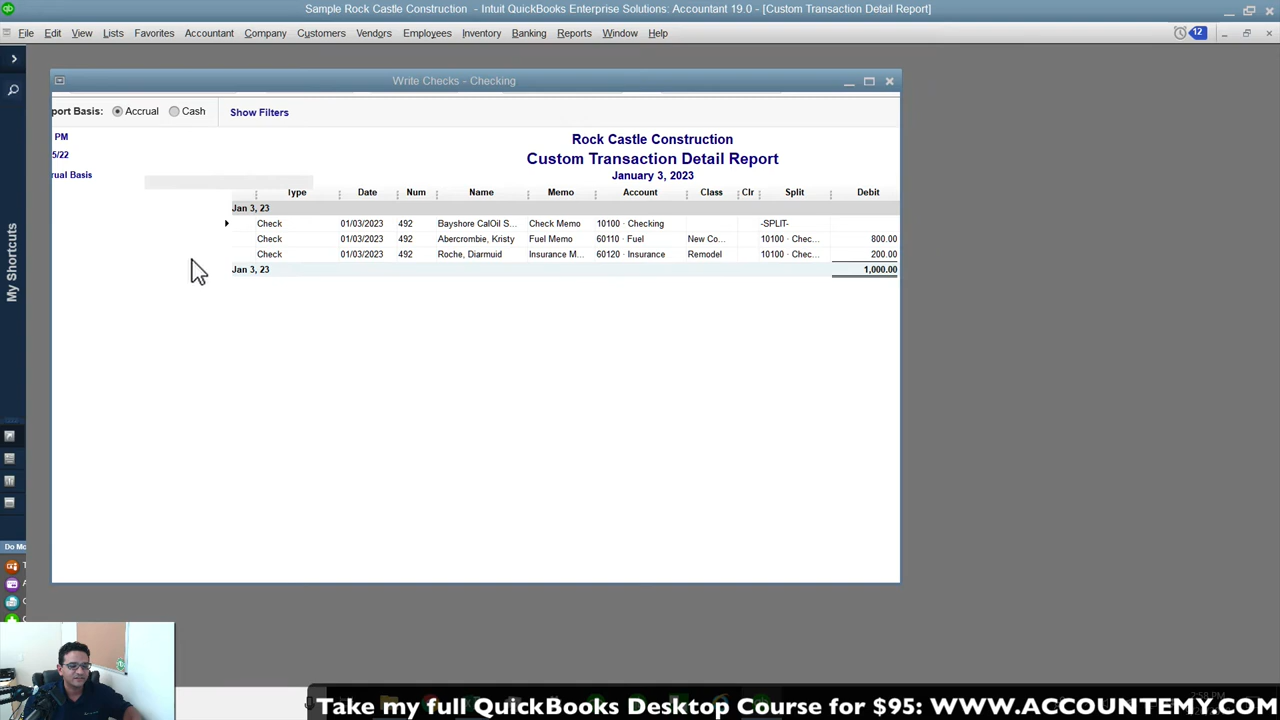 Sample Rock Castle Construction - Intuit QuickBooks Enterprise Solutions: Accountant 19.0 - [Custom Transaction Detail Report]
File Edit View Lists Favorites Accountant Company Customers Vendors Employees Inventory Banking Reports Window Help 12
Write Checks - Checking
port Basis: Accrual Cash Show Filters
PM Rock Castle Construction
5/22 Custom Transaction Detail Report
rual Basis January 3, 2023
Type Date Num Name Memo Account Class Clr Split Debit
Jan 3, 23
Check 01/03/2023 492 Bayshore CalOil S... Check Memo 10100 · Checking -SPLIT-
Check 01/03/2023 492 Abercrombie, Kristy Fuel Memo 60110 · Fuel New Co... 10100 · Chec... 800.00
Check 01/03/2023 492 Roche, Diarmuid Insurance M... 60120 · Insurance Remodel 10100 · Chec... 200.00
Jan 3, 23 1,000.00
My Shortcuts
Do Mo
2:58 PM
Take my full QuickBooks Desktop Course for $95: WWW.ACCOUNTEMY.COM